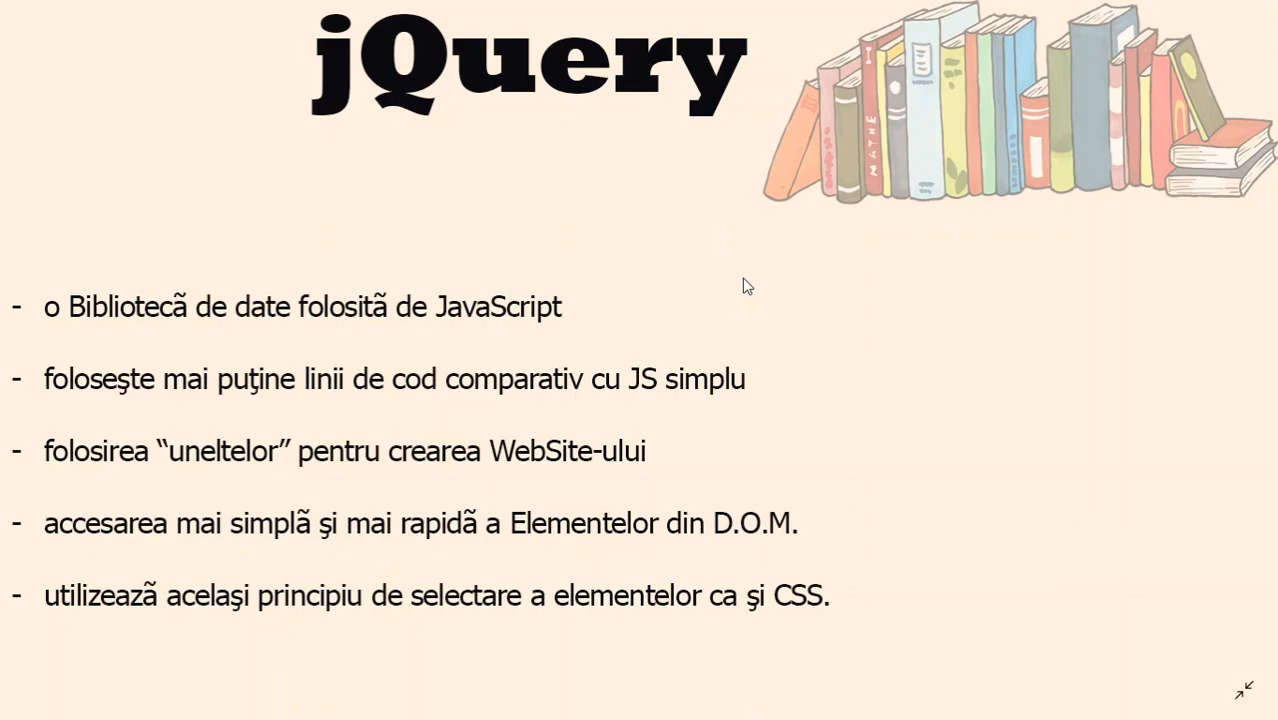 jQuery
MATHE
- o Bibliotecã de date folositã de JavaScript
- foloseşte mai puţine linii de cod comparativ cu JS simplu
- folosirea “uneltelor” pentru crearea WebSite-ului
- accesarea mai simplã şi mai rapidã a Elementelor din D.O.M.
- utilizeazã acelaşi principiu de selectare a elementelor ca şi CSS.